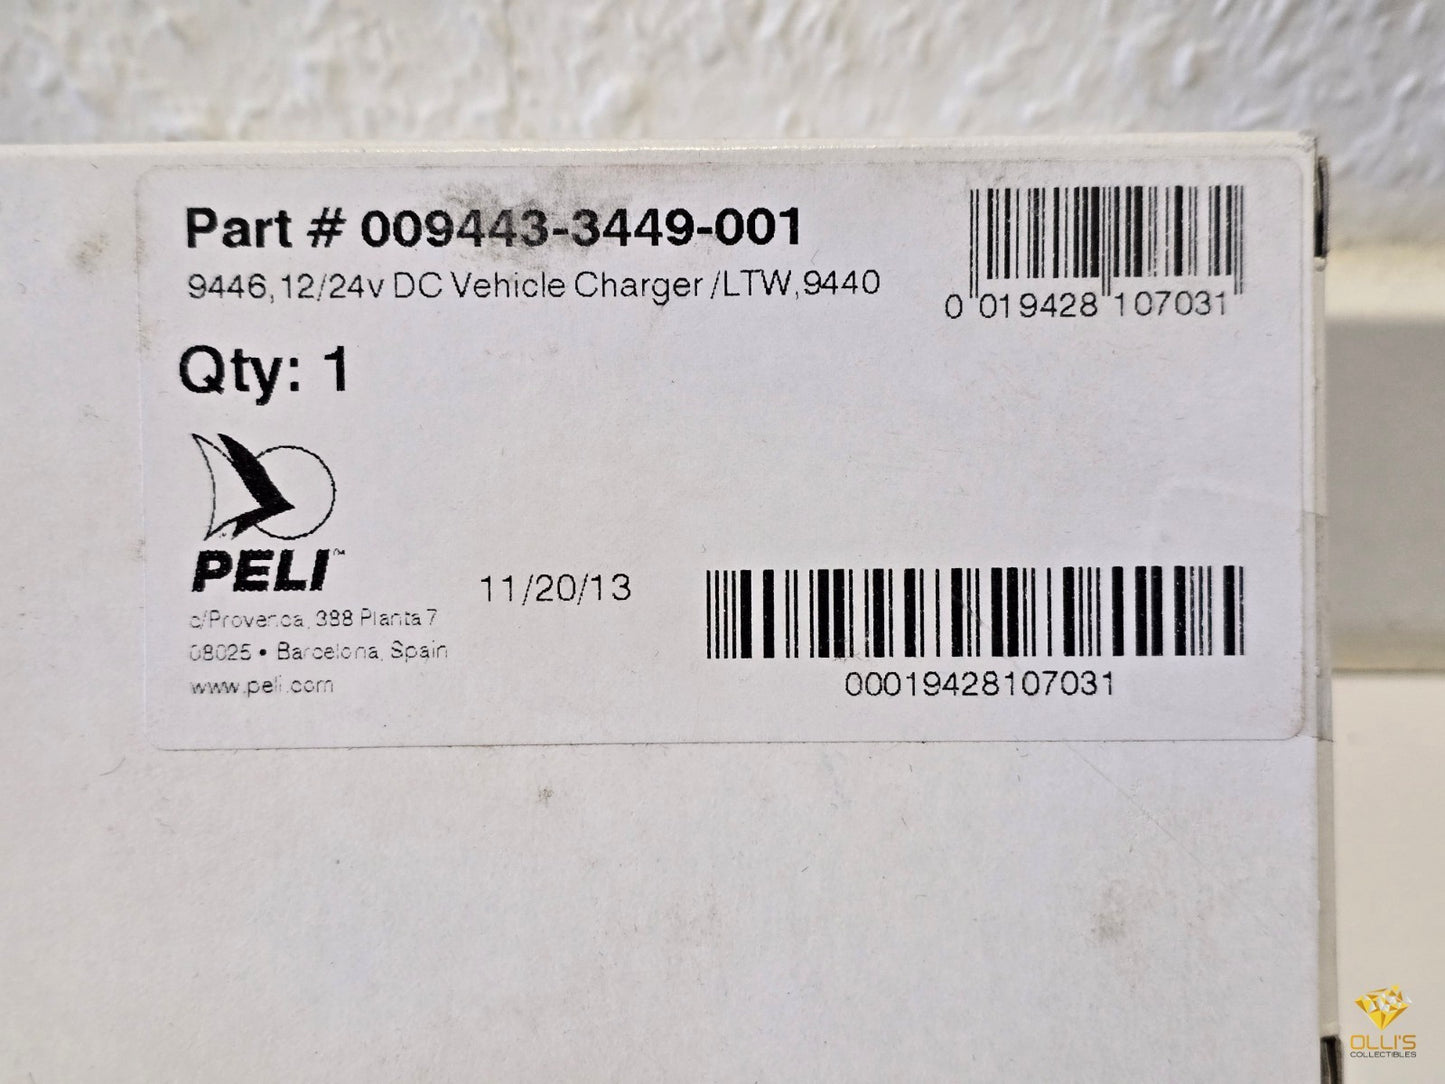 Part # 009443-3449-001
9446,12/24v DC Vehicle Charger /LTW,9440
0 019428 107031
Qty: 1
PELI™
11/20/13
c/Provenca, 388 Planta 7
08025 • Barcelona, Spain
www.peli.com
00019428107031
OLLI'S
COLLECTIBLES